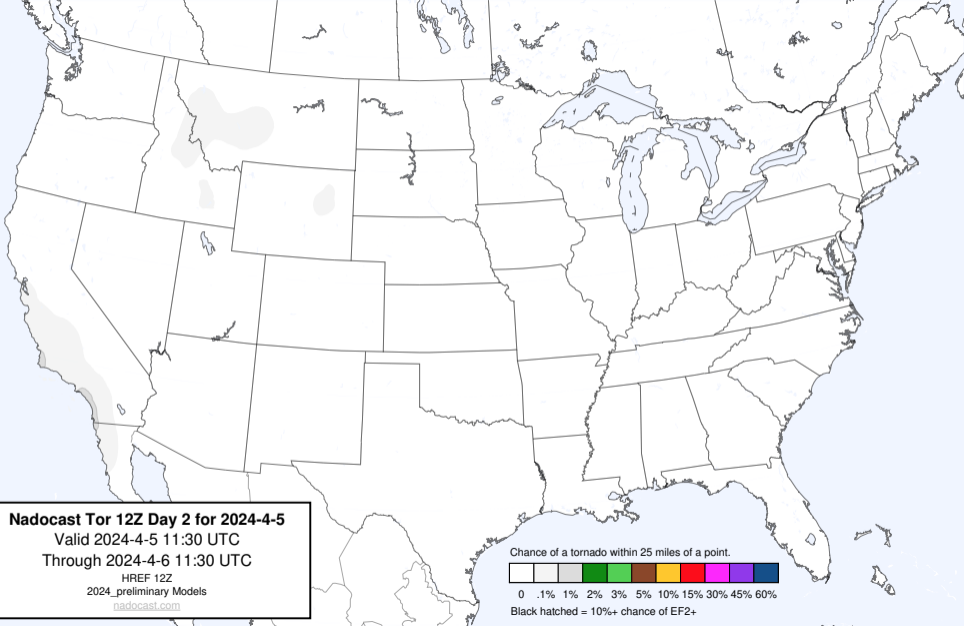 Nadocast Tor 12Z Day 2 for 2024-4-5
Valid 2024-4-5 11:30 UTC
Through 2024-4-6 11:30 UTC
HREF 12Z
2024_preliminary Models
nadocast.com
Chance of a tornado within 25 miles of a point.
0 .1% 1% 2% 3% 5% 10% 15% 30% 45% 60%
Black hatched = 10%+ chance of EF2+